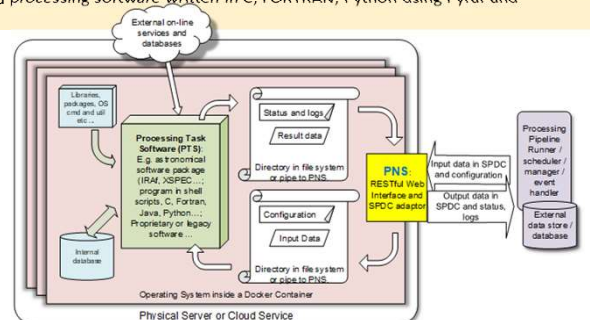 processing software written in C, FORTRAN, Python using Pyraf and
External on-line
services and
databases
Libraries,
packages, OS
cmd and util
etc ...
Processing Task
Software (PTS):
E.g. astronomical
software package
(IRAf, XSPEC...;
program in shell
scripts, C, Fortran,
Java, Python...;
Proprietary or legacy
software ...
Internal
database
Status and logs
Result data
Directory in file system
or pipe to PNS.
Configuration
Input Data
Directory in file system
or pipe to PNS.
PNS:
RESTful Web
Interface and
SPDC adaptor
Input data in SPDC
and configuration
Output data in
SPDC and status,
logs
Processing
Pipeline
Runner /
scheduler /
manager /
event
handler
External
data store /
database
Operating System inside a Docker Container
Physical Server or Cloud Service